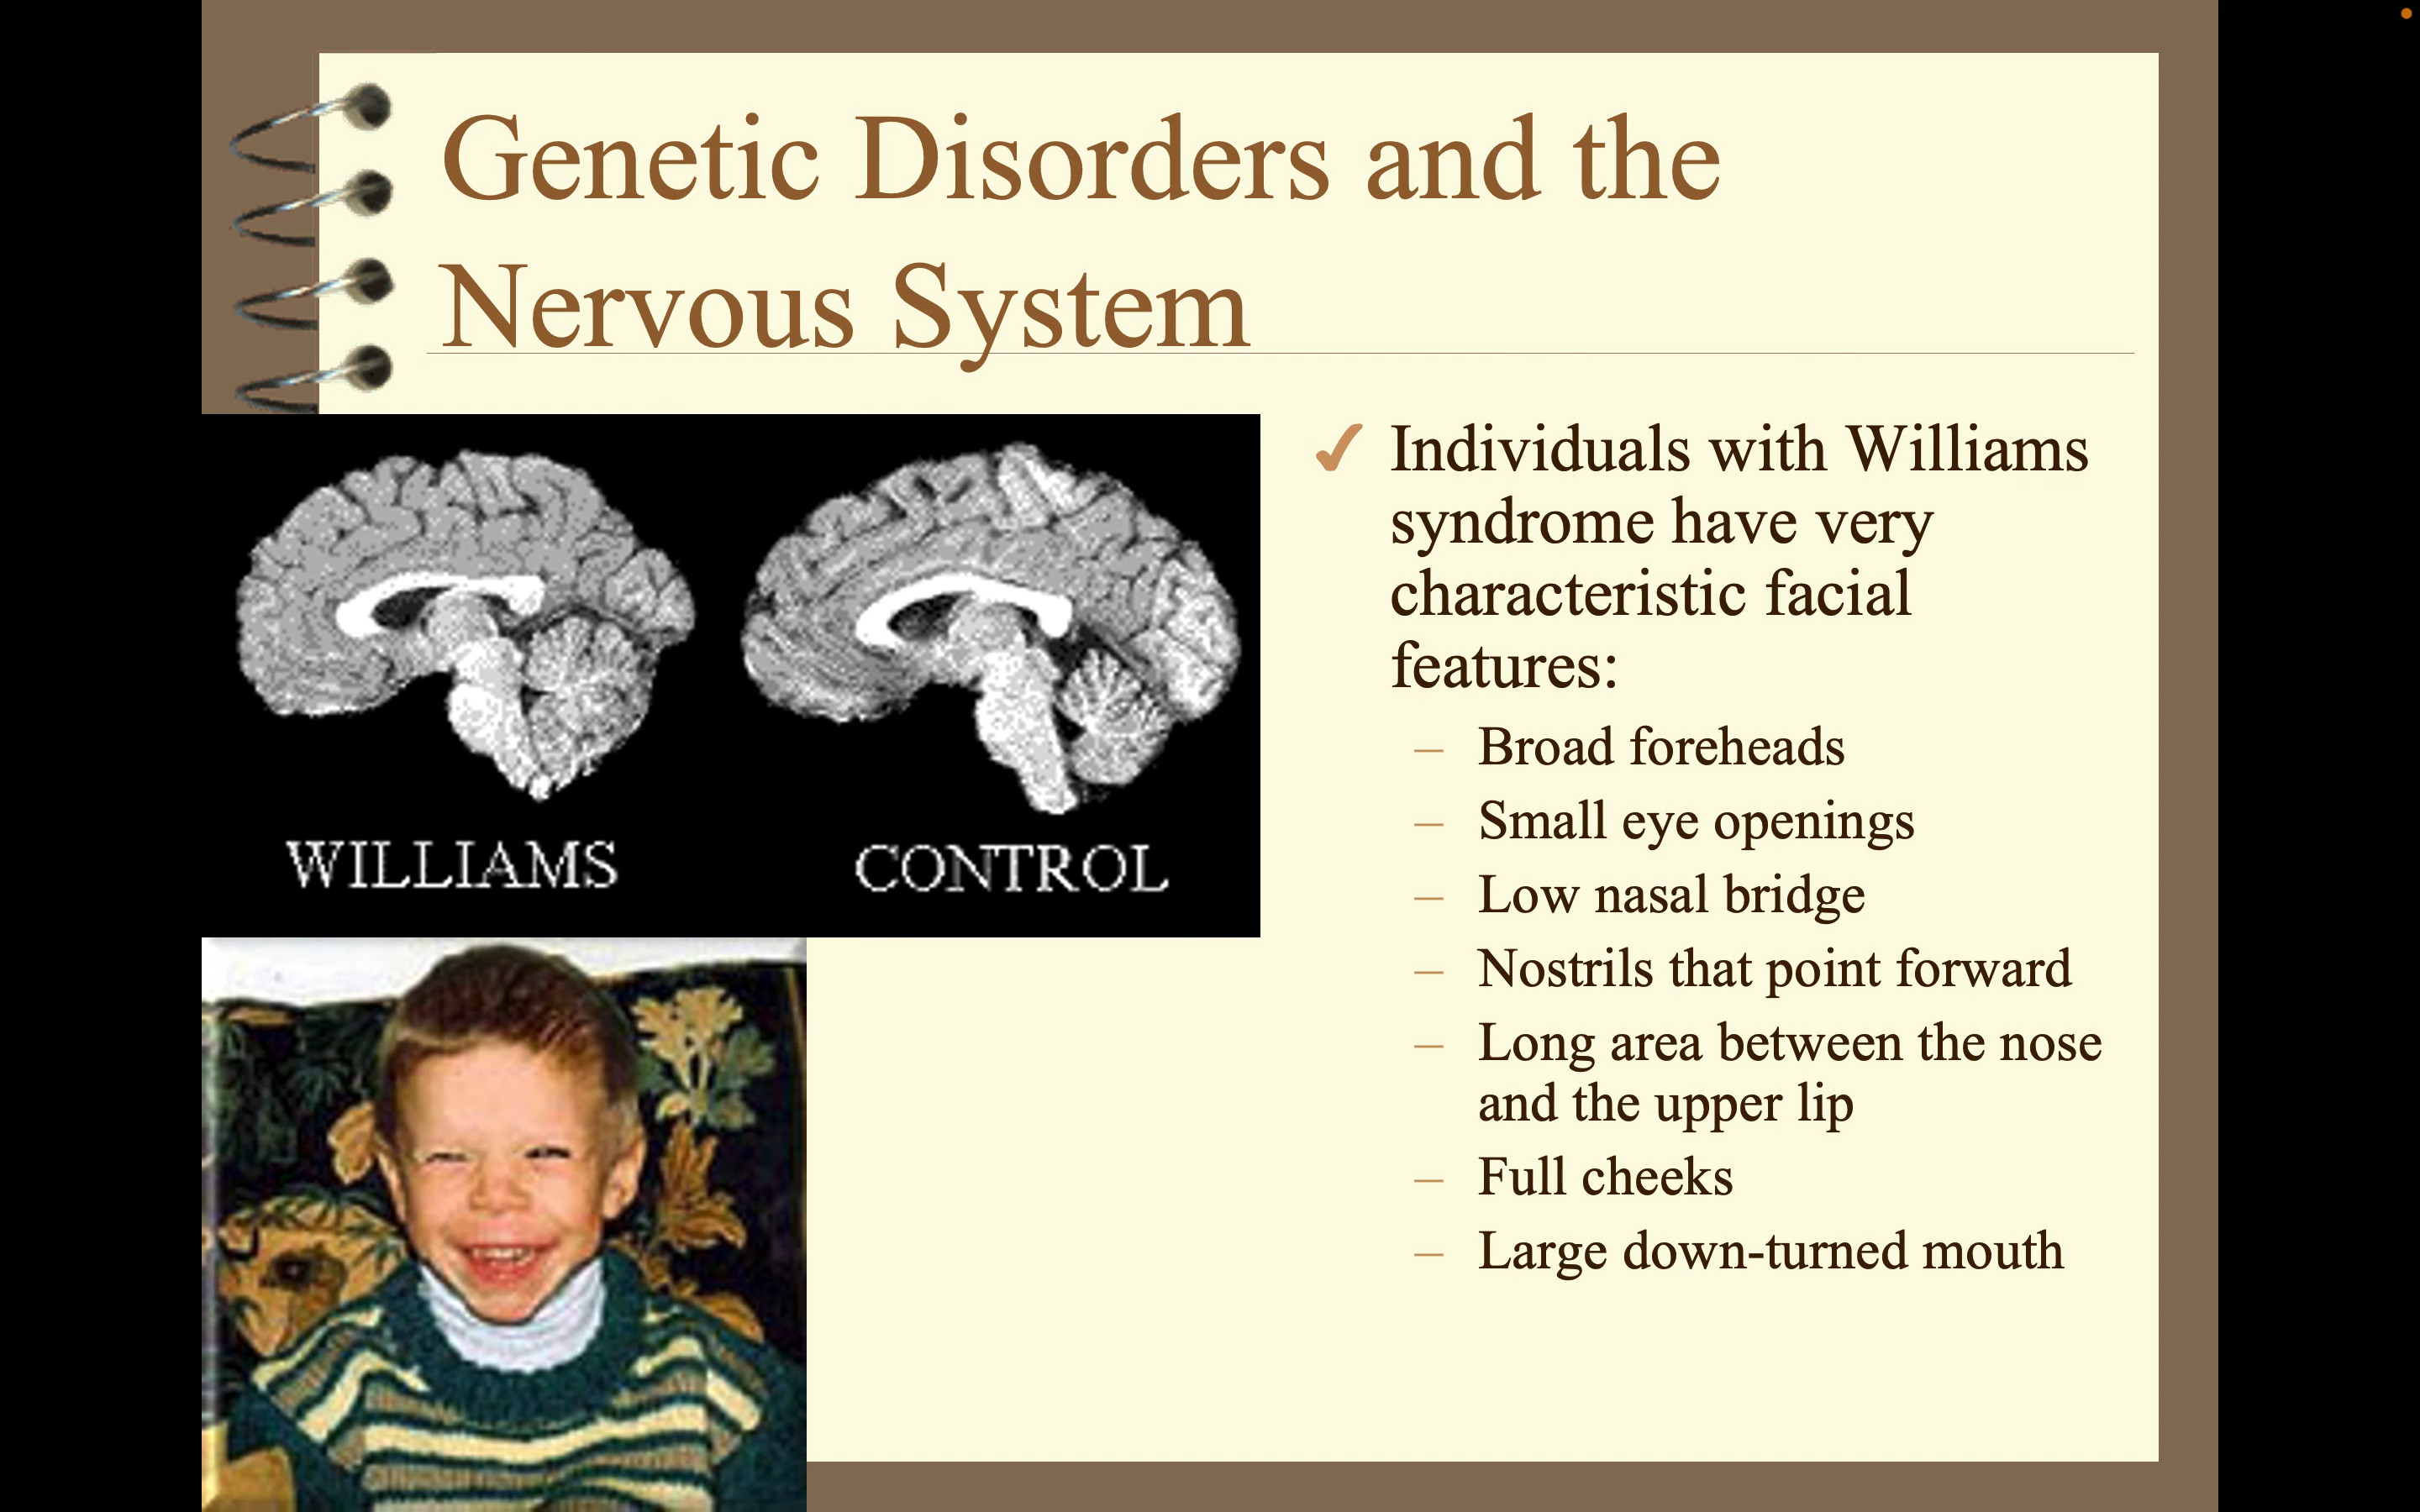 Genetic Disorders and the
Nervous System
WILLIAMS
CONTROL
✓ Individuals with Williams
syndrome have very
characteristic facial
features:
– Broad foreheads
– Small eye openings
– Low nasal bridge
– Nostrils that point forward
– Long area between the nose
and the upper lip
– Full cheeks
– Large down-turned mouth